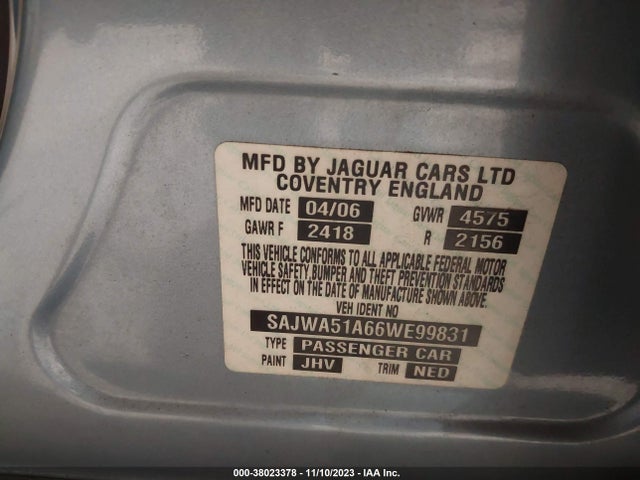 MFD BY JAGUAR CARS LTD
COVENTRY ENGLAND
MFD DATE 04/06 GVWR 4575
GAWR F 2418 R 2156
THIS VEHICLE CONFORMS TO ALL APPLICABLE FEDERAL MOTOR
VEHICLE SAFETY, BUMPER AND THEFT PREVENTION STANDARDS
IN EFFECT ON THE DATE OF MANUFACTURE SHOWN ABOVE.
VEH IDENT NO
SAJWA51A66WE99831
TYPE PASSENGER CAR
PAINT JHV TRIM NED
000-38023378 - 11/10/2023 - IAA Inc.